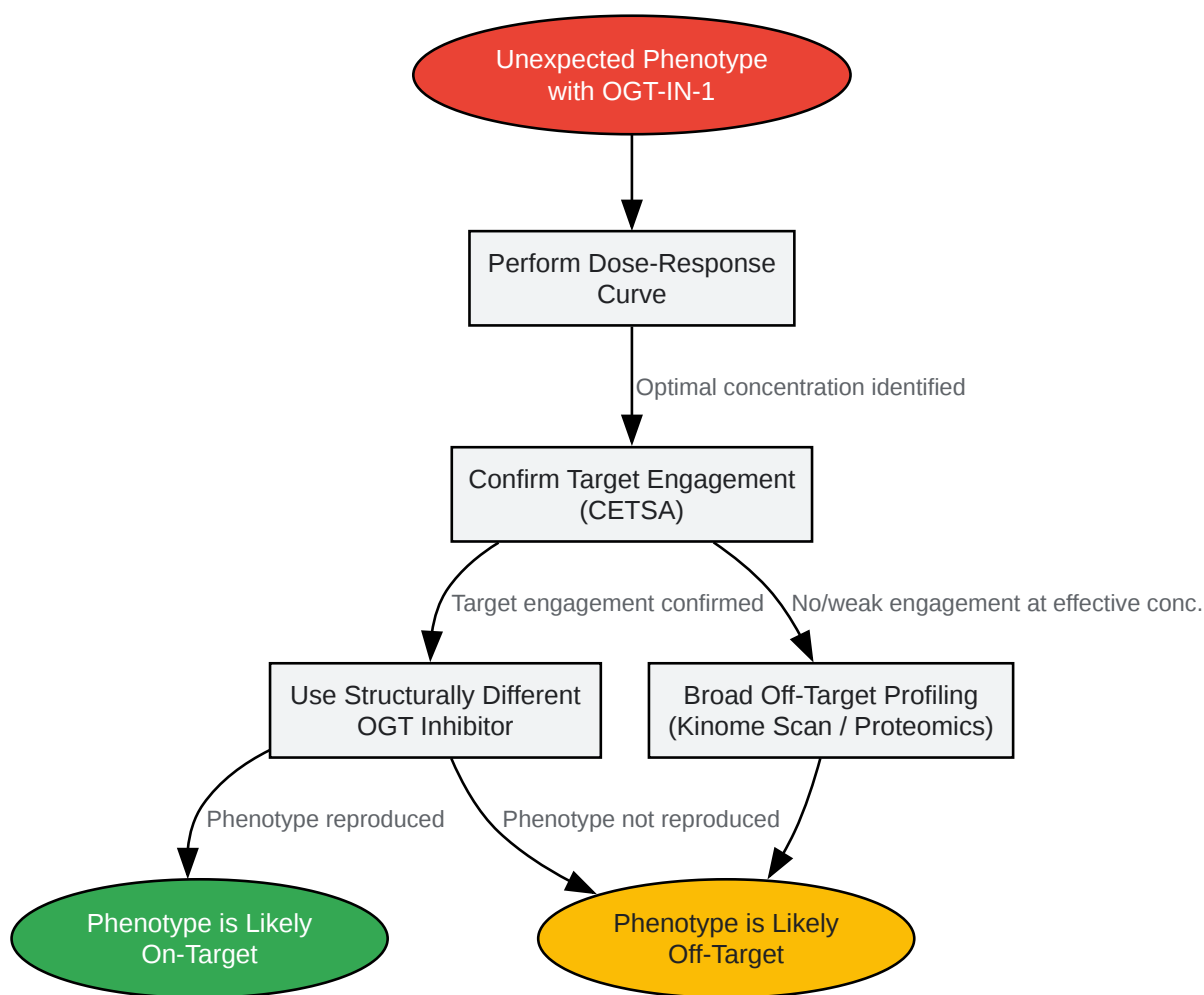 Unexpected Phenotype
with OGT-IN-1
Perform Dose-Response
Curve
Optimal concentration identified
Confirm Target Engagement
(CETSA)
Target engagement confirmed
No/weak engagement at effective conc.
Use Structurally Different
OGT Inhibitor
Broad Off-Target Profiling
(Kinome Scan / Proteomics)
Phenotype reproduced
Phenotype not reproduced
Phenotype is Likely
On-Target
Phenotype is Likely
Off-Target